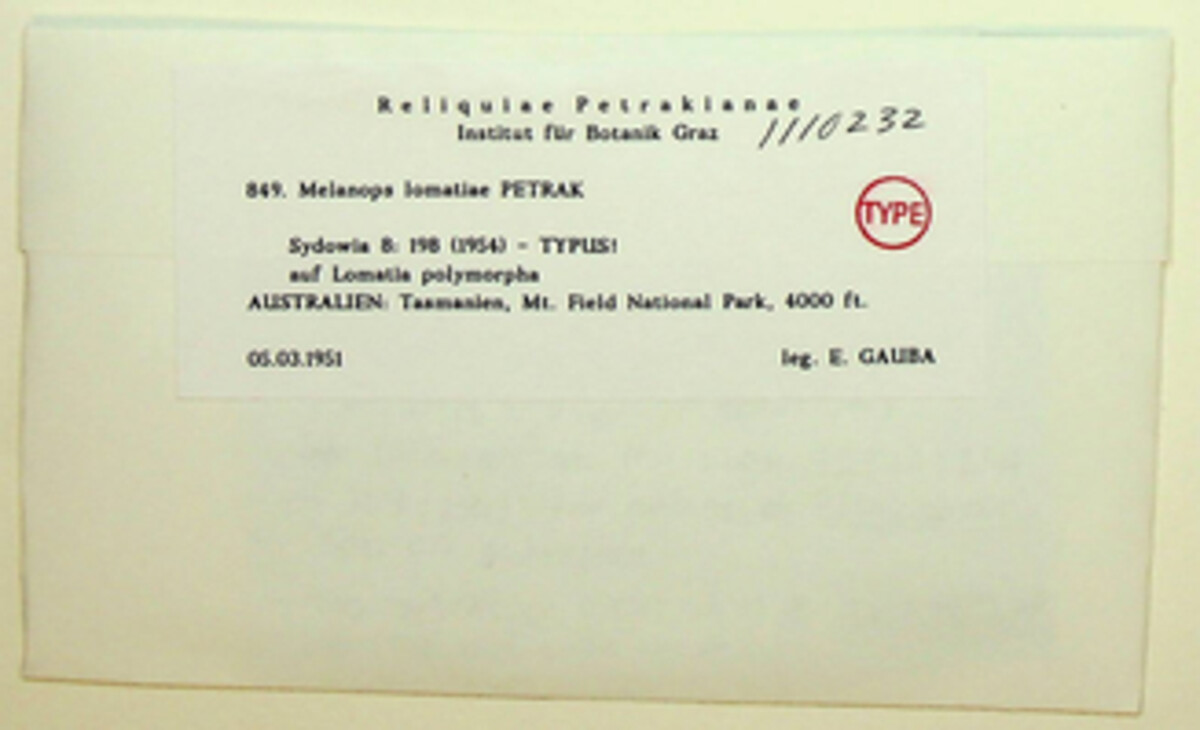 Reliquiae Petrakianae
Institut für Botanik Graz 1110232
849. Melanops lomatiae PETRAK
TYPE
Sydowia 8: 198 (1954) - TYPUS!
auf Lomatia polymorpha
AUSTRALIEN: Tasmanien, Mt. Field National Park, 4000 ft.
05.03.1951 leg. E. GAUBA